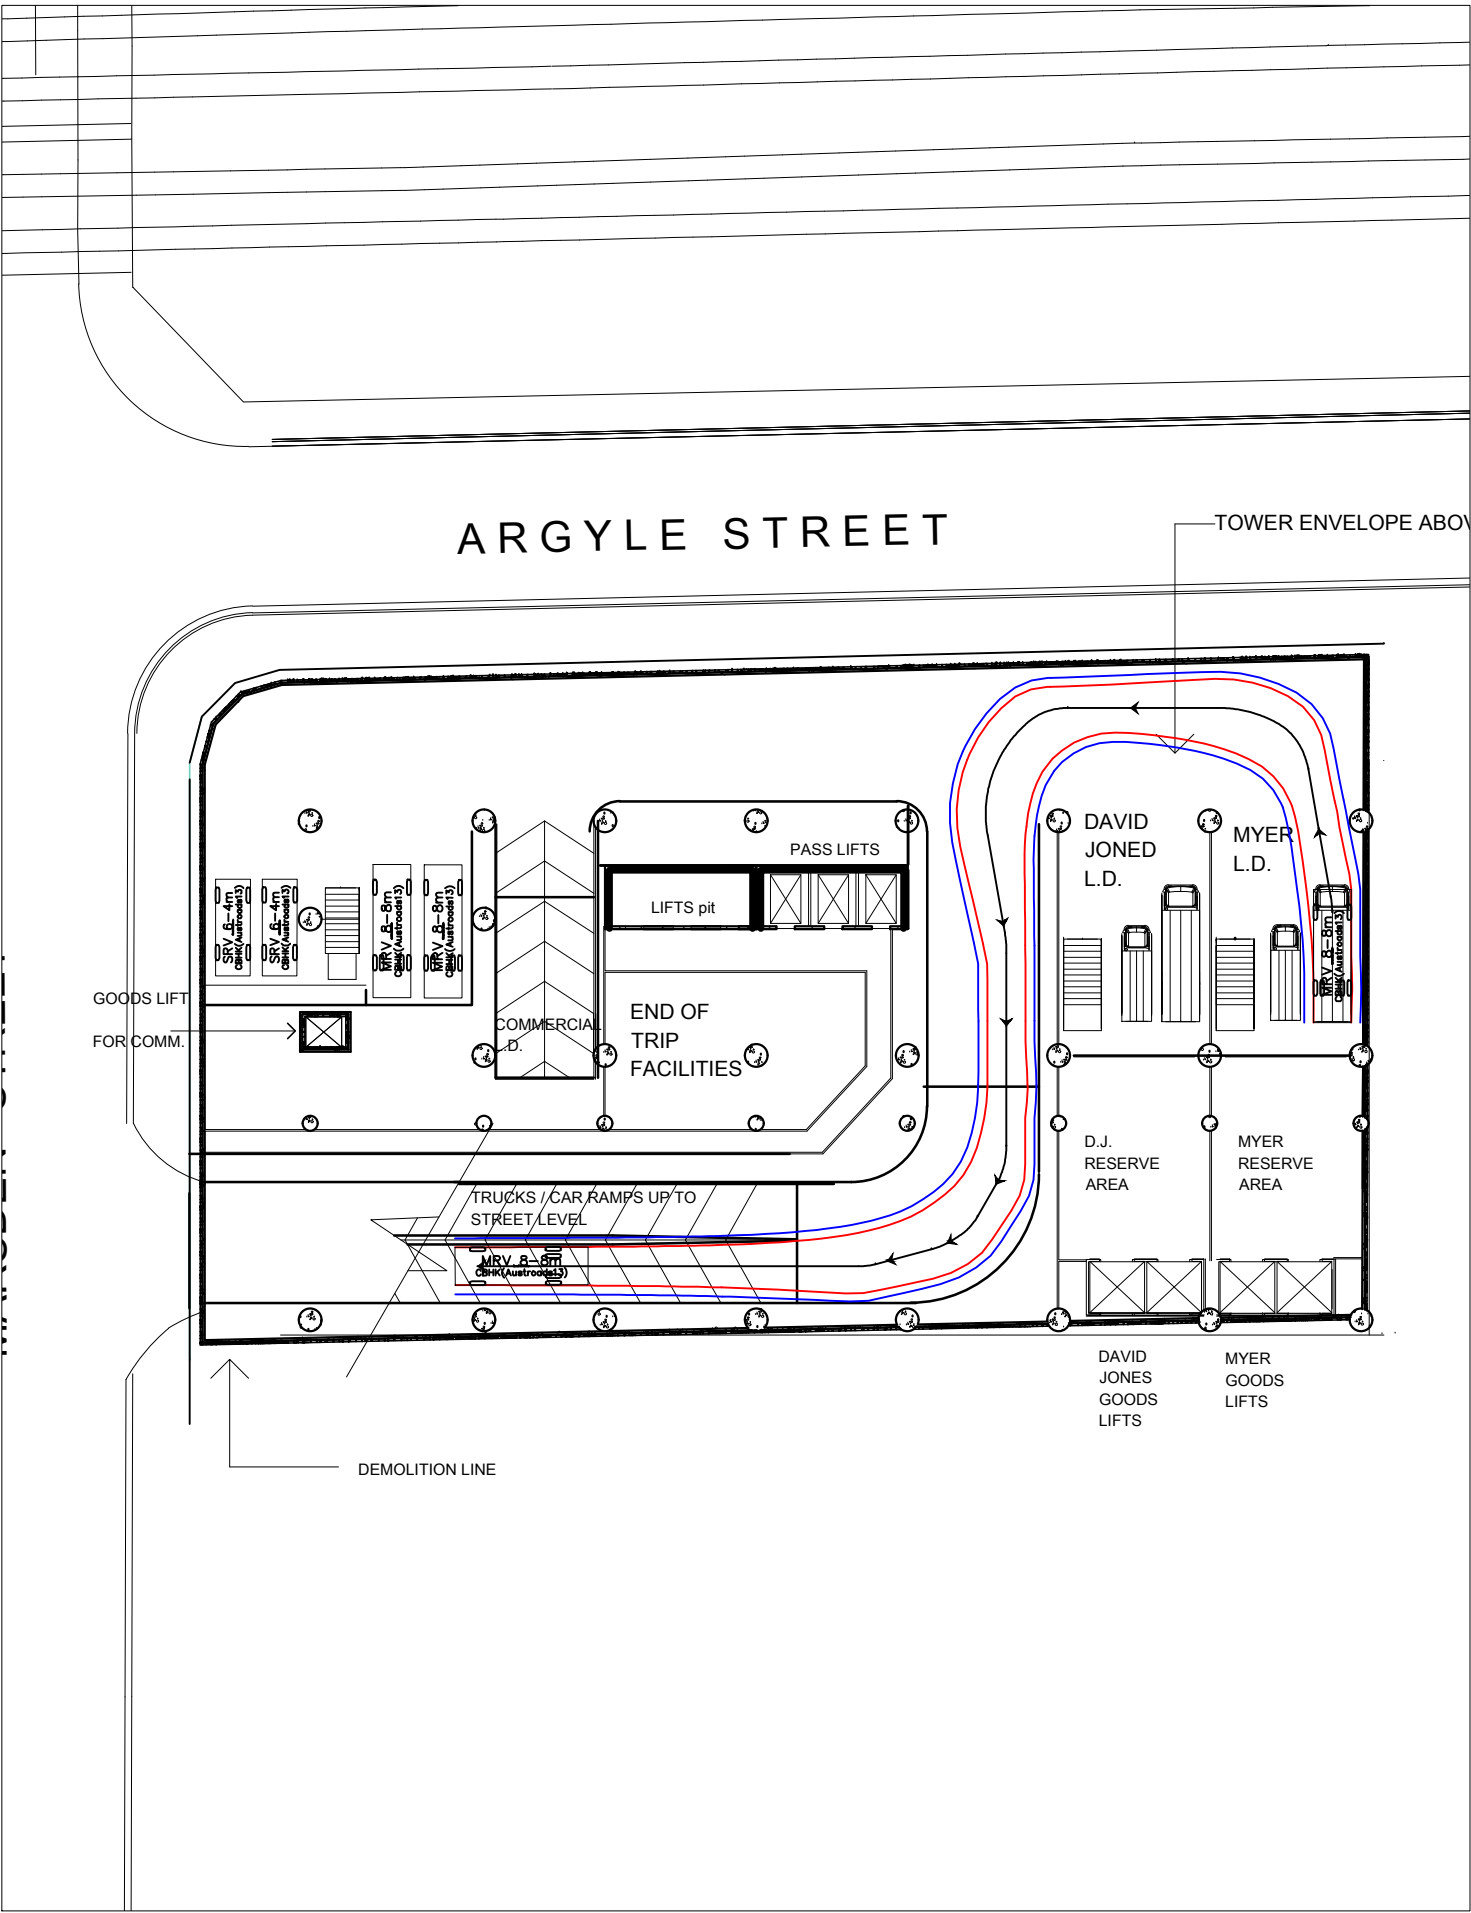 ARGYLE STREET
TOWER ENVELOPE ABOV
DAVID
JONED
L.D.
MYER
L.D.
PASS LIFTS
LIFTS pit
SRV 6-4m
CBHK(Austroads13)
SRV 6-4m
CBHK(Austroads13)
MRV 8-8m
CBHK(Austroads13)
MRV 8-8m
CBHK(Austroads13)
MRV 8-8m
CBHK(Austroads13)
GOODS LIFT
FOR COMM.
COMMERCIAL
L.D.
END OF
TRIP
FACILITIES
D.J.
RESERVE
AREA
MYER
RESERVE
AREA
TRUCKS / CAR RAMPS UP TO
STREET LEVEL
MRV 8-8m
CBHK(Austroads13)
DAVID
JONES
GOODS
LIFTS
MYER
GOODS
LIFTS
DEMOLITION LINE